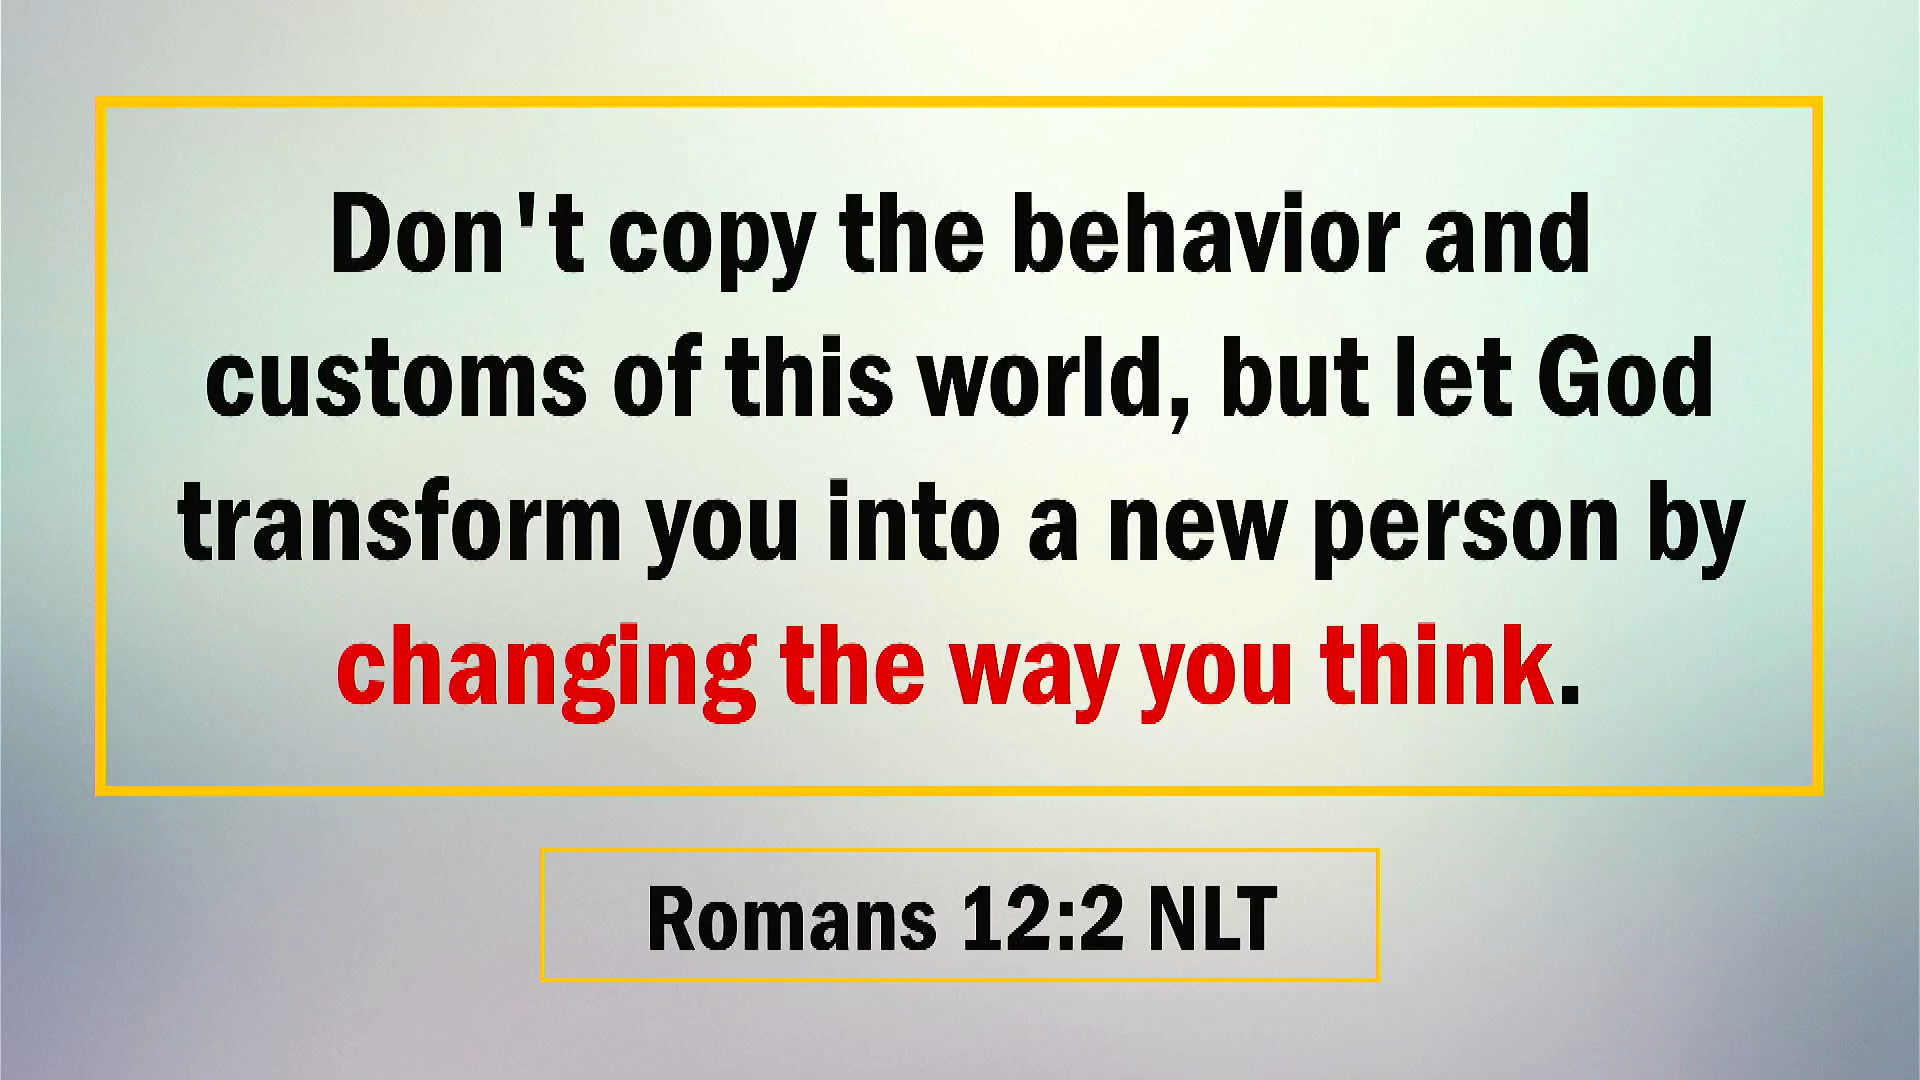 Don't copy the behavior and
customs of this world, but let God
transform you into a new person by
changing the way you think.
Romans 12:2 NLT